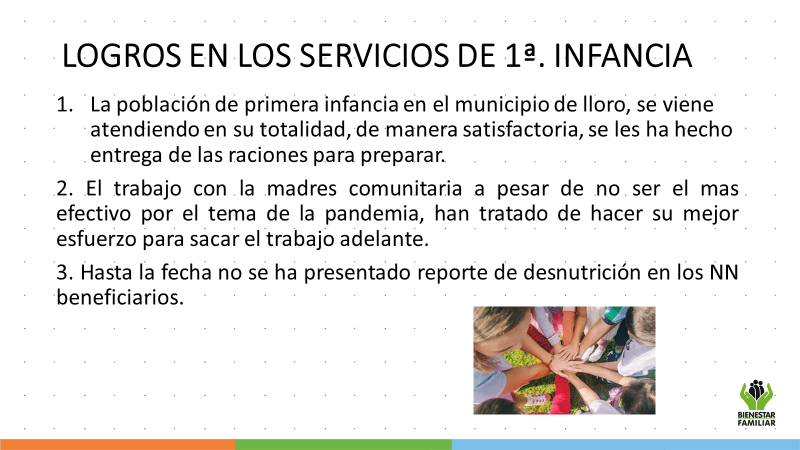 LOGROS EN LOS SERVICIOS DE 1ª. INFANCIA
1. La población de primera infancia en el municipio de lloro, se viene
atendiendo en su totalidad, de manera satisfactoria, se les ha hecho
entrega de las raciones para preparar.
2. El trabajo con la madres comunitaria a pesar de no ser el mas
efectivo por el tema de la pandemia, han tratado de hacer su mejor
esfuerzo para sacar el trabajo adelante.
3. Hasta la fecha no se ha presentado reporte de desnutrición en los NN
beneficiarios.
BIENESTAR
FAMILIAR